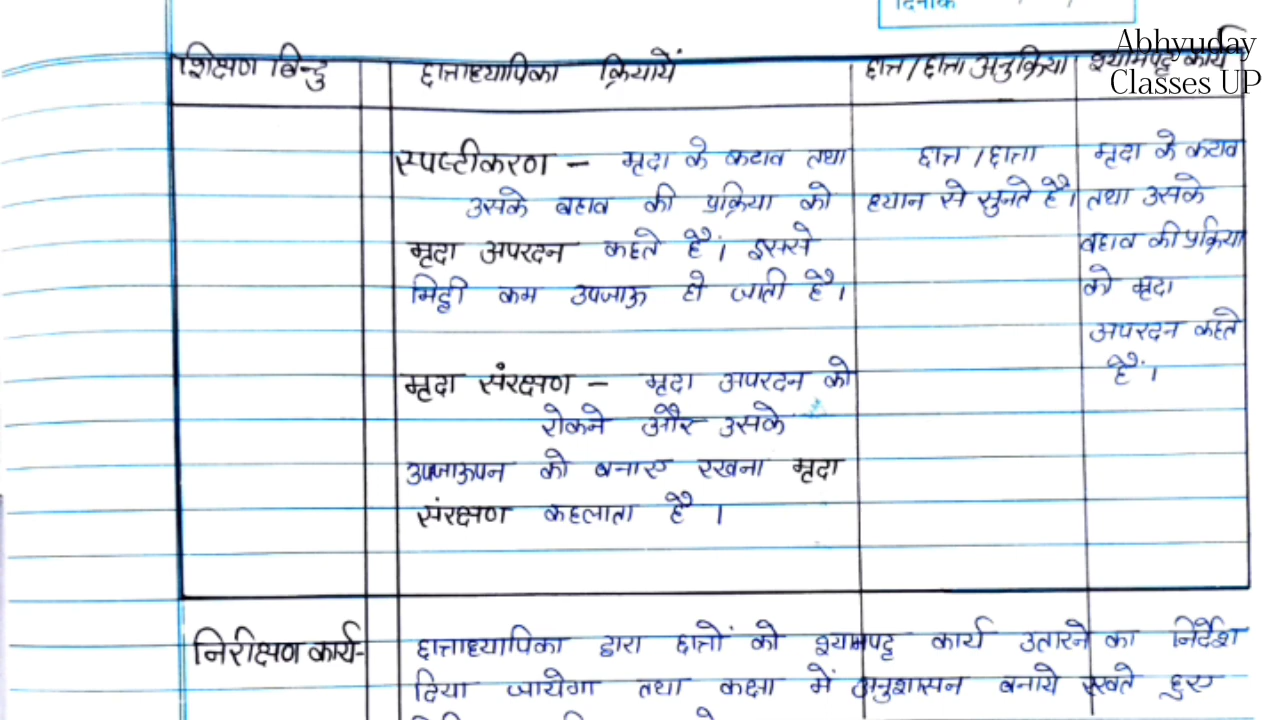 दिनांक
Abhyuday
Classes UP
शिक्षण बिन्दु छात्राध्यापिका क्रियायें छात्र/छात्रा अनुक्रिया श्यामपट्ट कार्य
स्पष्टीकरण – मृदा के कटाव तथा
उसके बहाव की प्रक्रिया को
मृदा अपरदन कहते हैं। इससे
मिट्टी कम उपजाऊ हो जाती है।
मृदा संरक्षण – मृदा अपरदन को
रोकने और उसके
उपजाऊपन को बनाए रखना मृदा
संरक्षण कहलाता है ।
छात्र /छात्रा
ध्यान से सुनते हैं।
मृदा के कटाव
तथा उसके
बहाव की प्रक्रिया
को मृदा
अपरदन कहते
हैं।
निरीक्षण कार्य-
छात्राध्यापिका द्वारा छात्रों को श्यामपट्ट कार्य उतारने का निर्देश
दिया जायेगा तथा कक्षा में अनुशासन बनाये रखते हुए